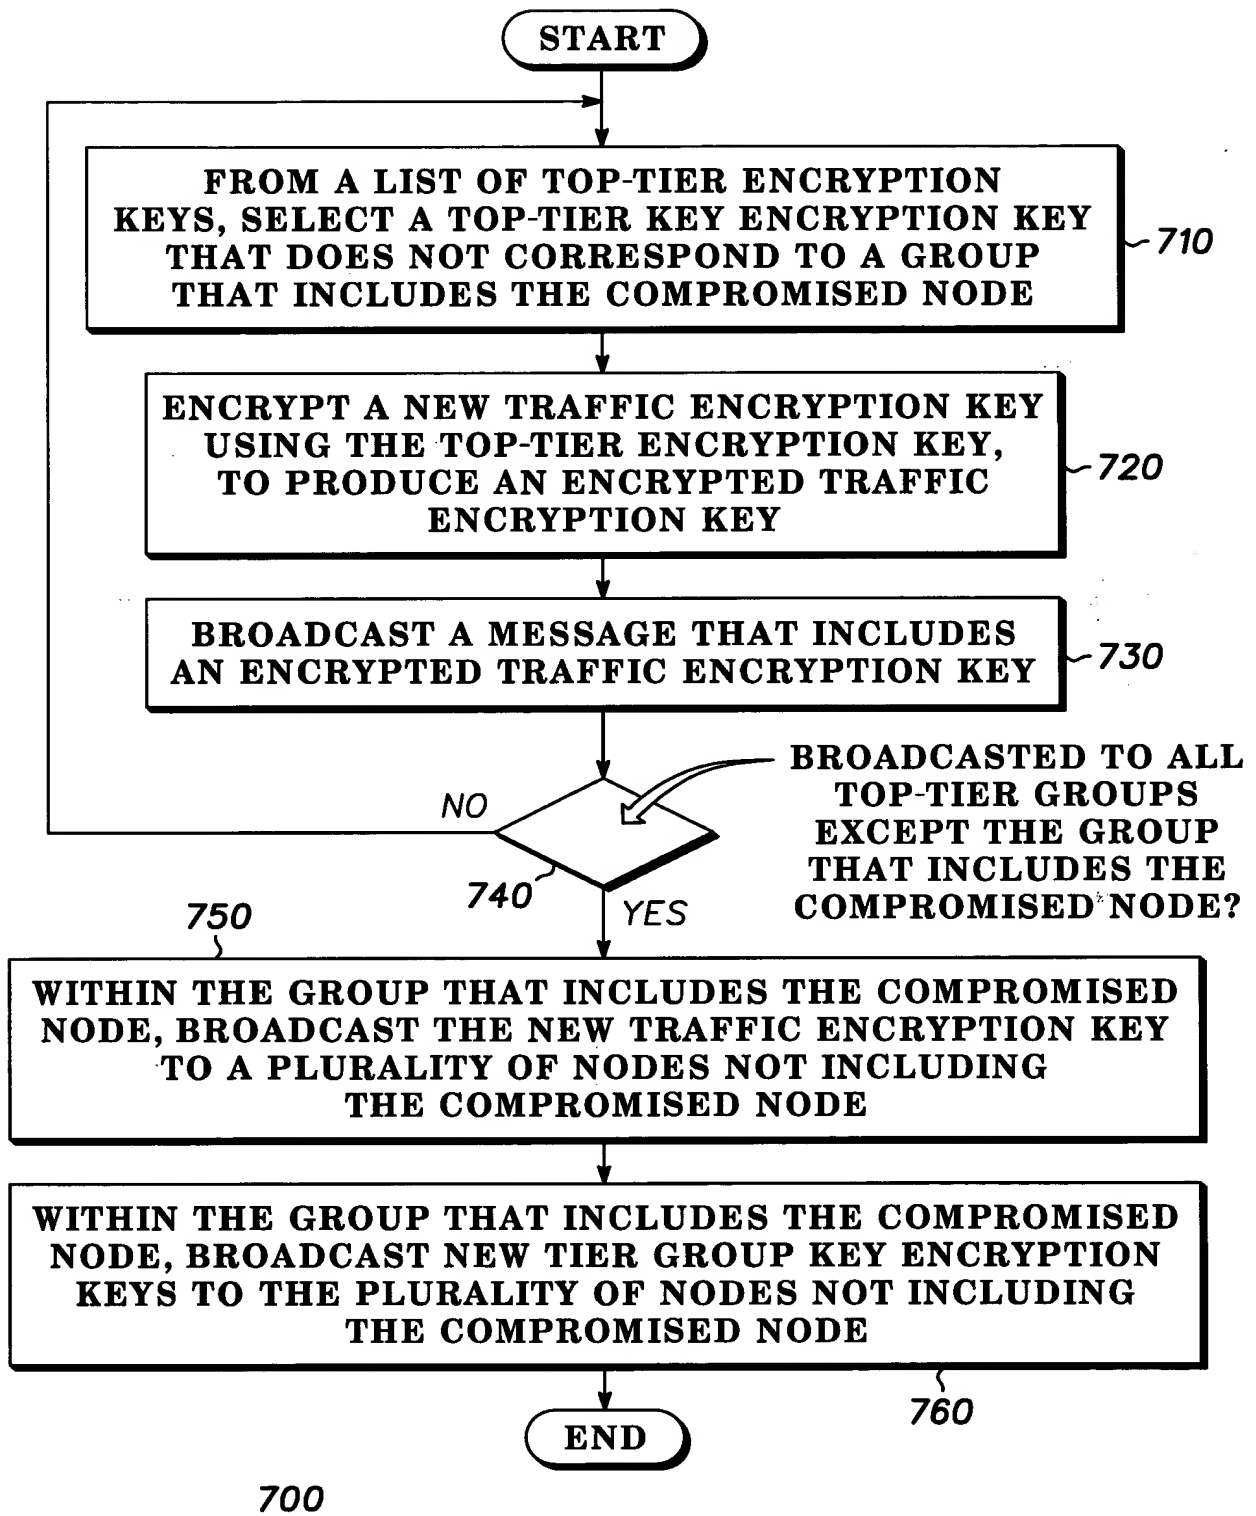 START
FROM A LIST OF TOP-TIER ENCRYPTION
KEYS, SELECT A TOP-TIER KEY ENCRYPTION KEY
THAT DOES NOT CORRESPOND TO A GROUP
THAT INCLUDES THE COMPROMISED NODE
710
ENCRYPT A NEW TRAFFIC ENCRYPTION KEY
USING THE TOP-TIER ENCRYPTION KEY,
TO PRODUCE AN ENCRYPTED TRAFFIC
ENCRYPTION KEY
720
BROADCAST A MESSAGE THAT INCLUDES
AN ENCRYPTED TRAFFIC ENCRYPTION KEY
730
BROADCASTED TO ALL
TOP-TIER GROUPS
EXCEPT THE GROUP
THAT INCLUDES THE
COMPROMISED NODE?
NO
740
YES
750
WITHIN THE GROUP THAT INCLUDES THE COMPROMISED
NODE, BROADCAST THE NEW TRAFFIC ENCRYPTION KEY
TO A PLURALITY OF NODES NOT INCLUDING
THE COMPROMISED NODE
WITHIN THE GROUP THAT INCLUDES THE COMPROMISED
NODE, BROADCAST NEW TIER GROUP KEY ENCRYPTION
KEYS TO THE PLURALITY OF NODES NOT INCLUDING
THE COMPROMISED NODE
760
END
700